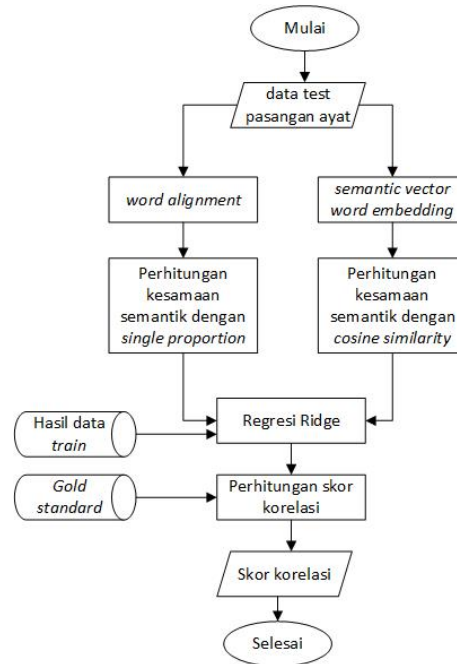 Mulai
data test
pasangan ayat
word alignment
semantic vector
word embedding
Perhitungan
kesamaan
semantik dengan
single proportion
Perhitungan
kesamaan
semantik dengan
cosine similarity
Hasil data
train
Regresi Ridge
Gold
standard
Perhitungan skor
korelasi
Skor korelasi
Selesai